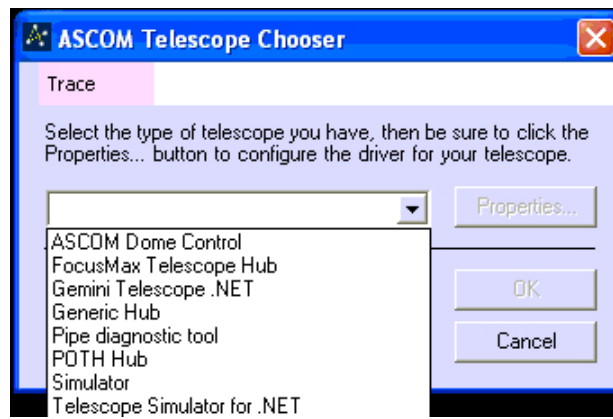 ASCOM Telescope Chooser
Trace
Select the type of telescope you have, then be sure to click the
Properties... button to configure the driver for your telescope.
Properties...
ASCOM Dome Control
FocusMax Telescope Hub
Gemini Telescope .NET
Generic Hub
Pipe diagnostic tool
POTH Hub
Simulator
Telescope Simulator for .NET
OK
Cancel